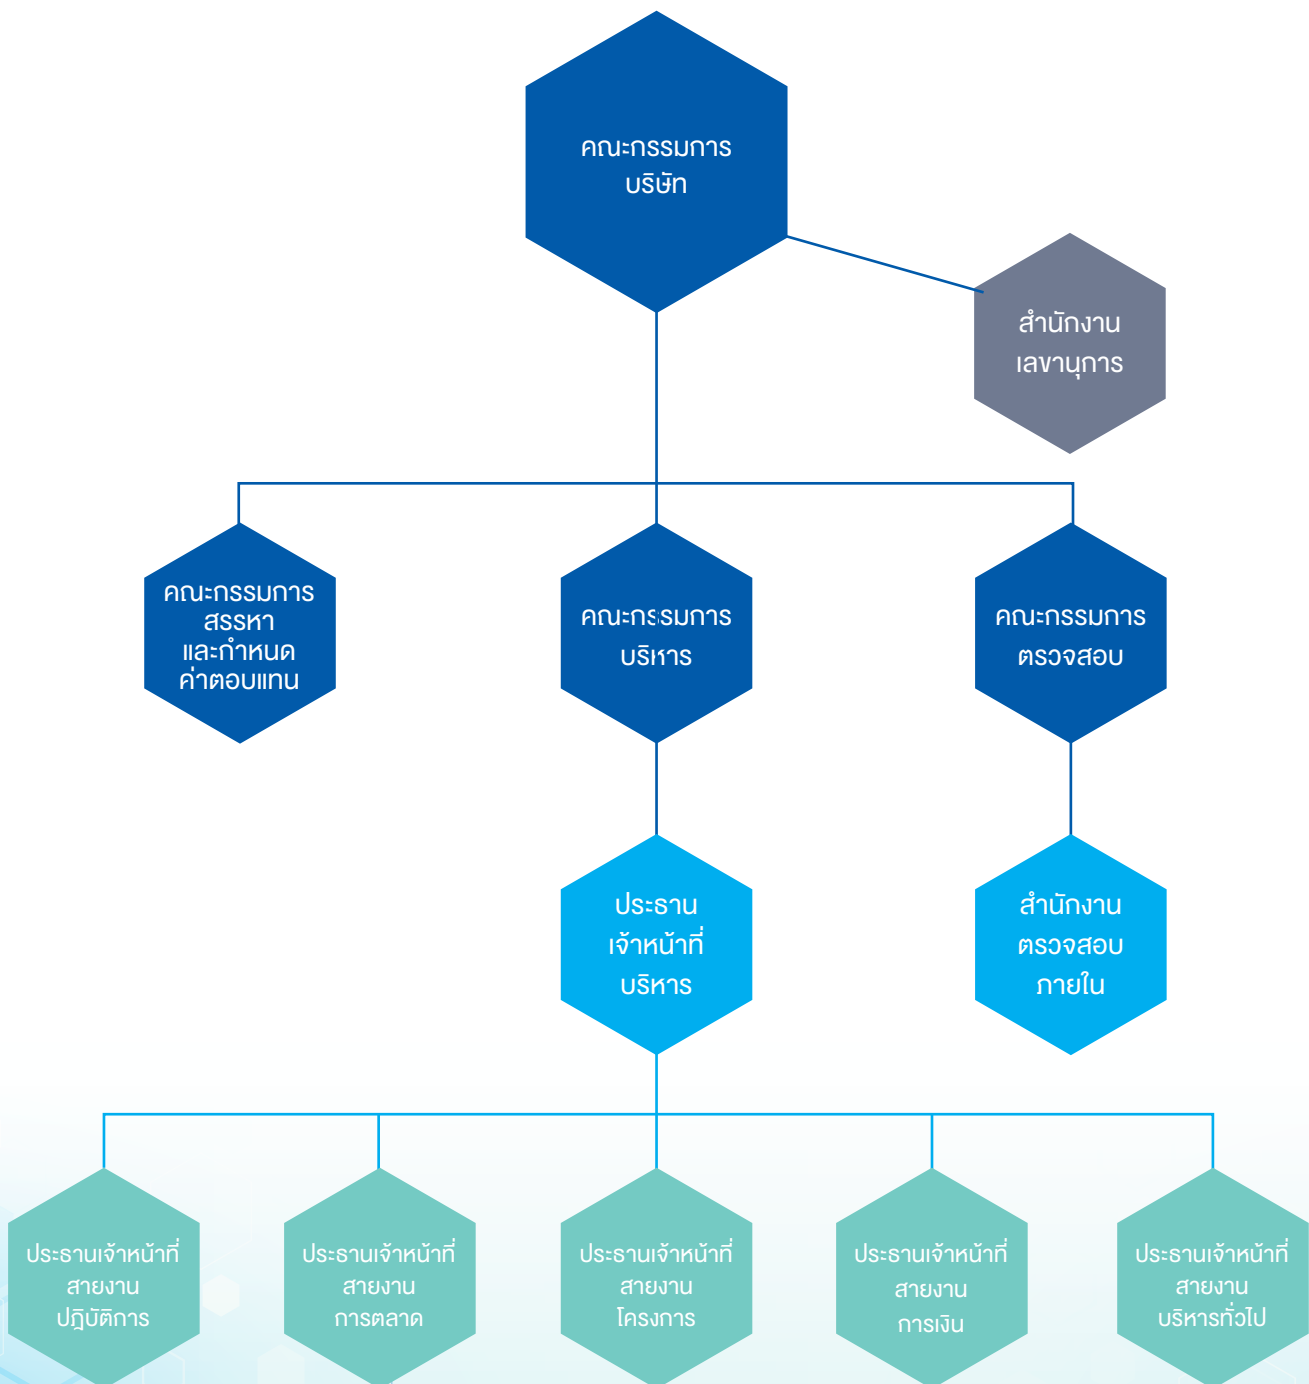 คณะกรรมการ
บริษัท
สำนักงาน
เลขานุการ
คณะกรรมการ
สรรหา
และกำหนด
ค่าตอบแทน
คณะกรรมการ
บริหาร
คณะกรรมการ
ตรวจสอบ
ประธาน
เจ้าหน้าที่
บริหาร
สำนักงาน
ตรวจสอบ
ภายใน
ประธานเจ้าหน้าที่
สายงาน
ปฎิบัติการ
ประธานเจ้าหน้าที่
สายงาน
การตลาด
ประธานเจ้าหน้าที่
สายงาน
โครงการ
ประธานเจ้าหน้าที่
สายงาน
การเงิน
ประธานเจ้าหน้าที่
สายงาน
บริหารทั่วไป